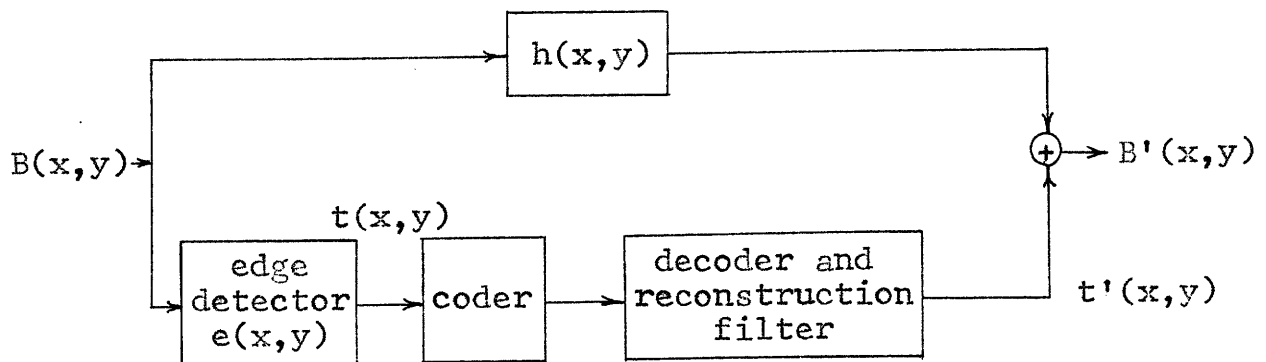 h(x,y)
B(x,y)
B'(x,y)
t(x,y)
edge
detector
e(x,y)
coder
decoder and
reconstruction
filter
t'(x,y)